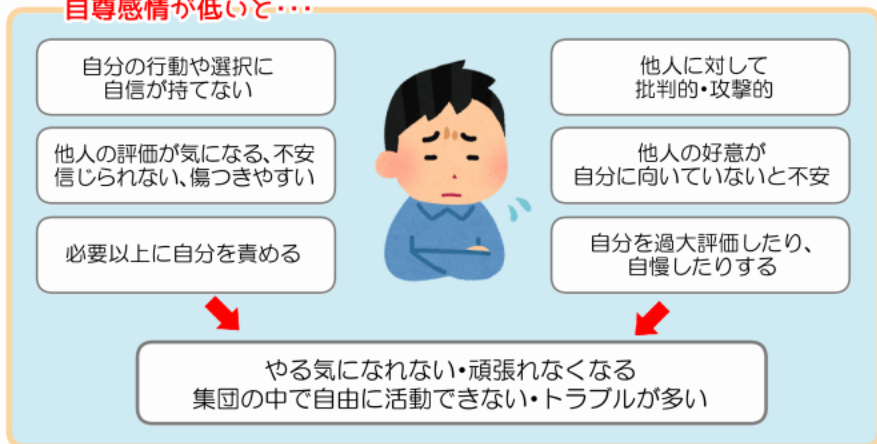 自尊感情が低いと・・・
自分の行動や選択に
自信が持てない
他人の評価が気になる、不安
信じられない、傷つきやすい
必要以上に自分を責める
他人に対して
批判的・攻撃的
他人の好意が
自分に向いていないと不安
自分を過大評価したり、
自慢したりする
やる気になれない・頑張れなくなる
集団の中で自由に活動できない・トラブルが多い